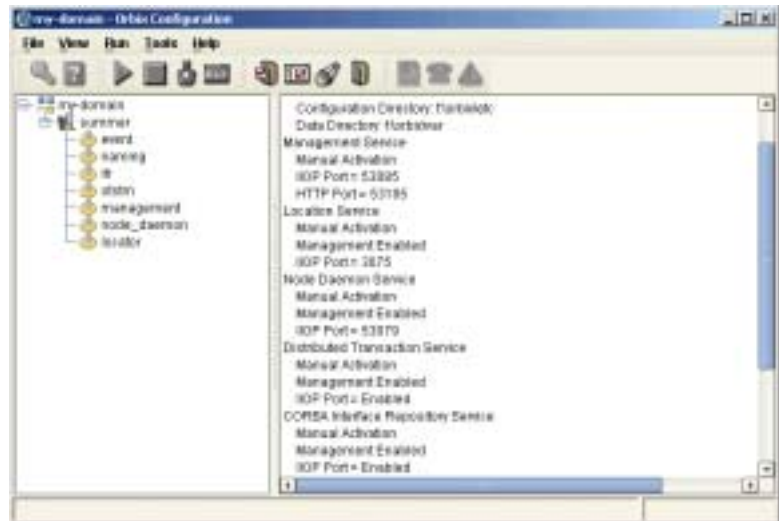 my-domain - Orbix Configuration
File View Run Tools Help
my-domain
summer
event
naming
ifr
otstm
management
node_daemon
locator
Configuration Directory:
Data Directory:
Management Service
Manual Activation
IIOP Port = 53085
HTTP Port = 53185
Location Service
Manual Activation
Management Enabled
IIOP Port = 3075
Node Daemon Service
Manual Activation
Management Enabled
IIOP Port = 53079
Distributed Transaction Service
Manual Activation
Management Enabled
IIOP Port = Enabled
CORBA Interface Repository Service
Manual Activation
Management Enabled
IIOP Port = Enabled